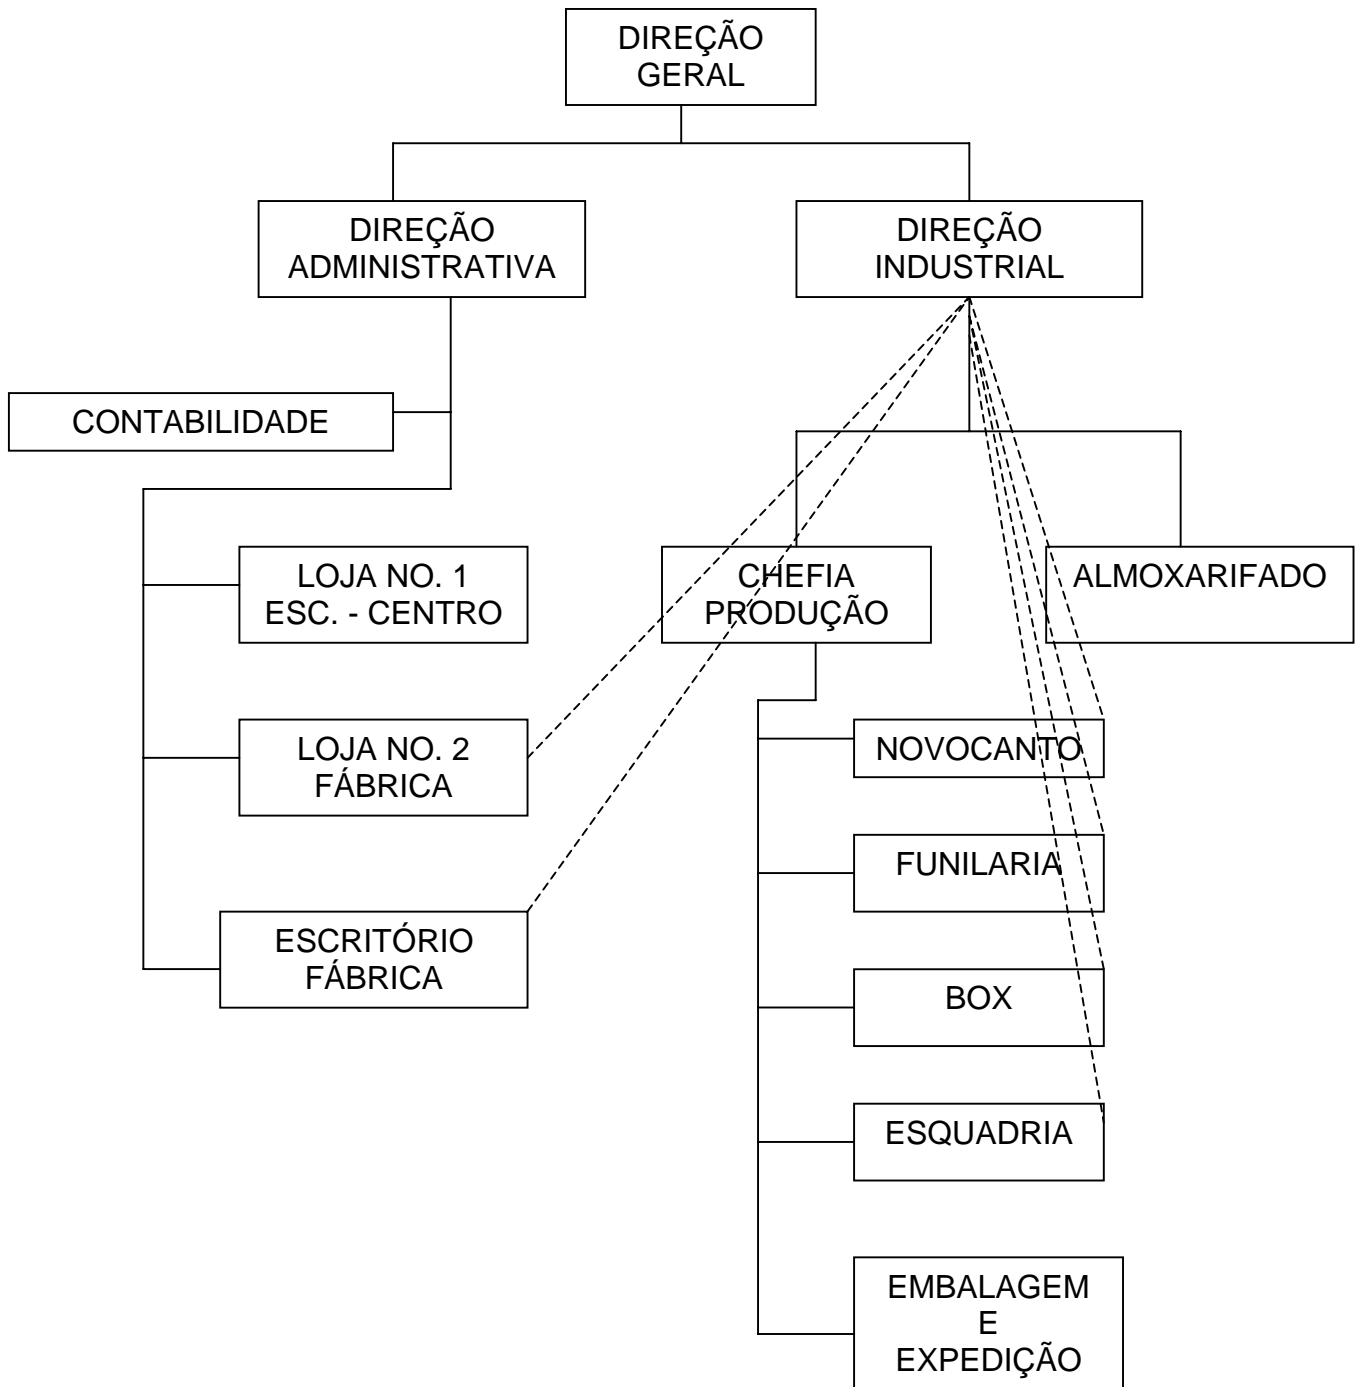 DIREÇÃO
GERAL
DIREÇÃO
ADMINISTRATIVA
DIREÇÃO
INDUSTRIAL
CONTABILIDADE
LOJA NO. 1
ESC. - CENTRO
CHEFIA
PRODUÇÃO
ALMOXARIFADO
LOJA NO. 2
FÁBRICA
NOVOCANTO
FUNILARIA
ESCRITÓRIO
FÁBRICA
BOX
ESQUADRIA
EMBALAGEM
E
EXPEDIÇÃO